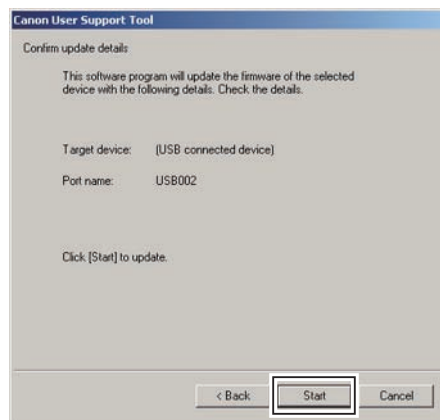 Canon User Support Tool
Confirm update details
This software program will update the firmware of the selected
device with the following details. Check the details.
Target device: (USB connected device)
Port name: USB002
Click [Start] to update.
< Back Start Cancel